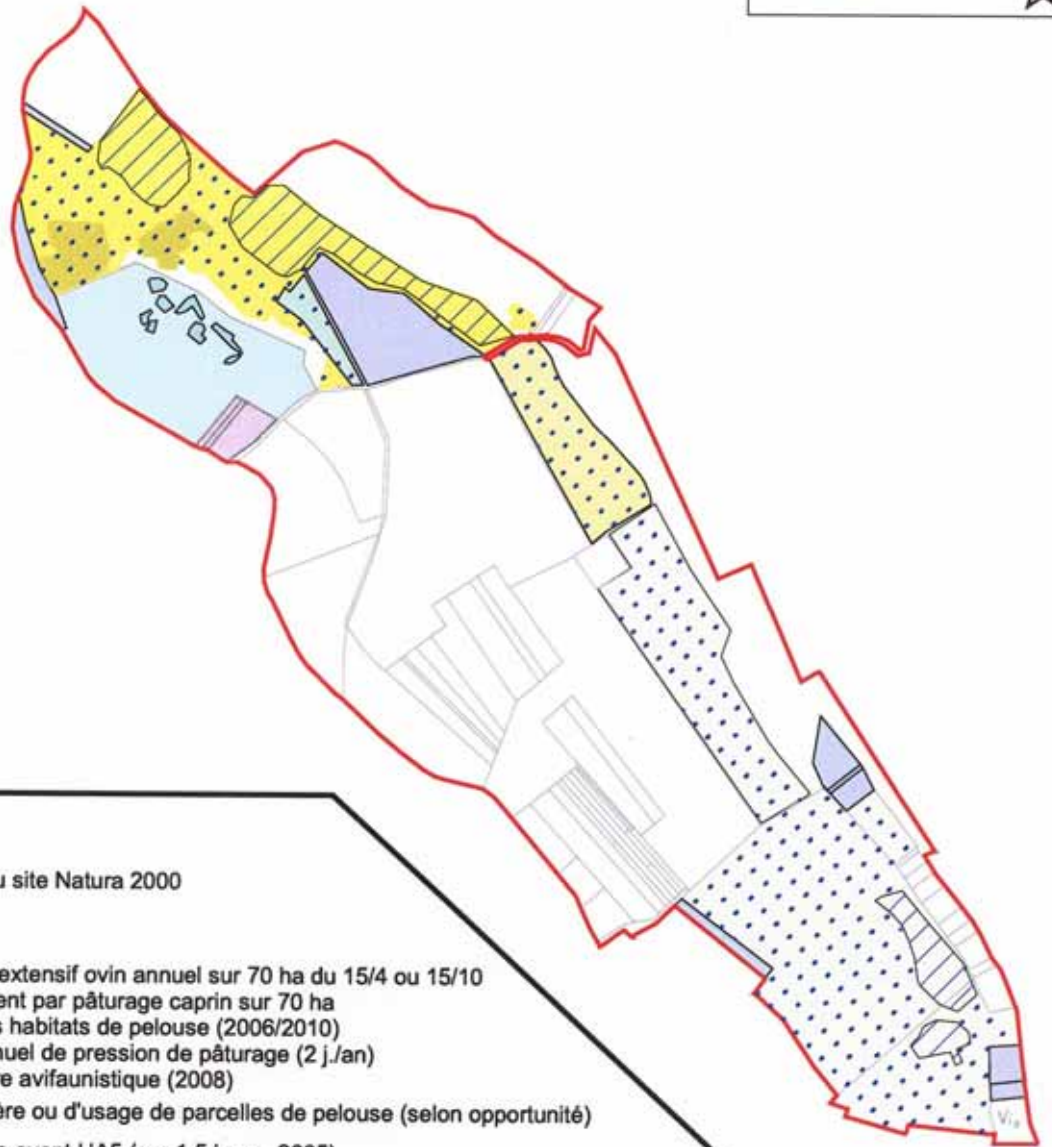 u site Natura 2000
extensif ovin annuel sur 70 ha du 15/4 ou 15/10
ent par pâturage caprin sur 70 ha
s habitats de pelouse (2006/2010)
nuel de pression de pâturage (2 j./an)
re avifaunistique (2008)
ère ou d'usage de parcelles de pelouse (selon opportunité)